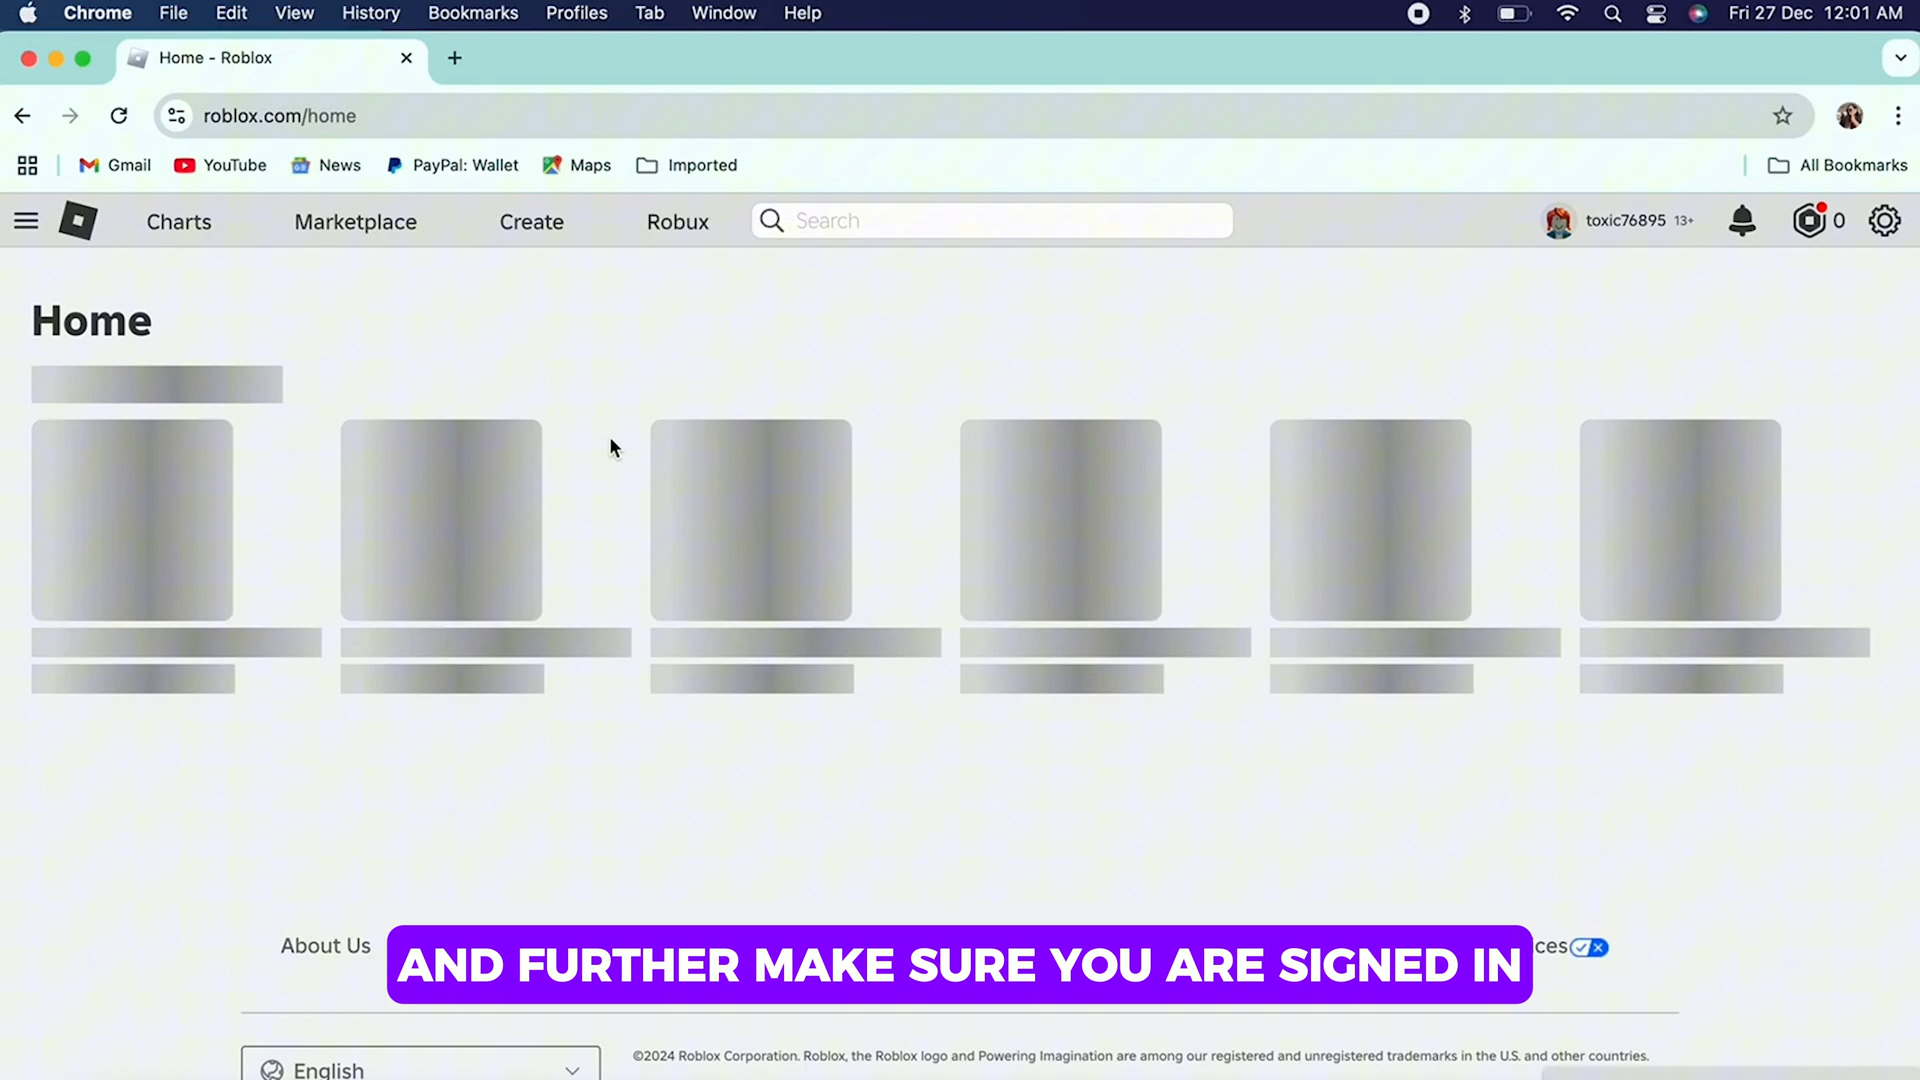 Chrome File Edit View History Bookmarks Profiles Tab Window Help Fri 27 Dec 12:01 AM
Home - Roblox
roblox.com/home
Gmail YouTube News PayPal: Wallet Maps Imported All Bookmarks
Charts Marketplace Create Robux Search toxic76895 13+ 0
Home
About Us ces
AND FURTHER MAKE SURE YOU ARE SIGNED IN
English
©2024 Roblox Corporation. Roblox, the Roblox logo and Powering Imagination are among our registered and unregistered trademarks in the U.S. and other countries.